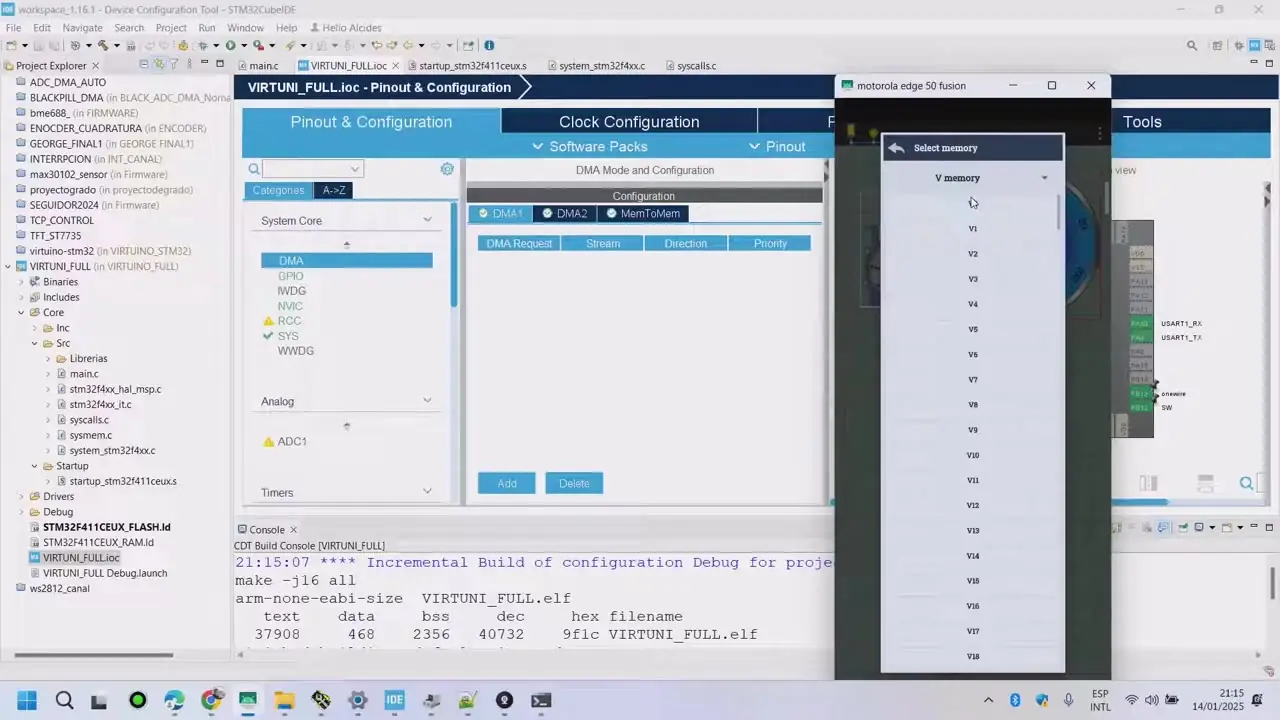 workspace_1.16.1 - Device Configuration Tool - STM32CubeIDE
File Edit Navigate Search Project Run Window Help Hello Alcides
Project Explorer
main.c
VIRTUNI_FULL.ioc
startup_stm32f411ceux.s
system_stm32f4xx.c
syscalls.c
ADC_DMA_AUTO
BLACKPILL_DMA (in BLACK_ADC_DMA_Norma
bme688_ (in FIRMWARE)
ENOCDER_CUADRATURA (in ENCODER)
GEORGE_FINAL1 (in GEORGE FINAL1)
INTERRPCION (in INT_CANAL)
max30102_sensor (in Firmware)
proyectogrado (in proyectodegrado)
SEGUIDOR2024 (in Firmware)
TCP_CONTROL
TFT_ST7735
virtuino-stm32 (in VIRTUINO_STM32)
VIRTUNI_FULL (in VIRTUINO_FULL)
Binaries
Includes
Core
Inc
Src
Librerias
main.c
stm32f4xx_hal_msp.c
stm32f4xx_it.c
syscalls.c
sysmem.c
system_stm32f4xx.c
Startup
startup_stm32f411ceux.s
Drivers
Debug
STM32F411CEUX_FLASH.ld
STM32F411CEUX_RAM.ld
VIRTUNI_FULL.ioc
VIRTUNI_FULL Debug.launch
ws2812_canal
VIRTUNI_FULL.ioc - Pinout & Configuration
Pinout & Configuration
Clock Configuration
P
Tools
Software Packs
Pinout
view
Categories
A->Z
System Core
DMA
GPIO
IWDG
NVIC
RCC
SYS
WWDG
Analog
ADC1
Timers
DMA Mode and Configuration
Configuration
DMA1
DMA2
MemToMem
DMA Request Stream Direction Priority
Add
Delete
USART1_RX
USART1_TX
onewire
SW
Console
CDT Build Console [VIRTUNI_FULL]
21:15:07 **** Incremental Build of configuration Debug for proje
make -j16 all
arm-none-eabi-size VIRTUNI_FULL.elf
text data bss dec hex filename
37908 468 2356 40732 9f1c VIRTUNI_FULL.elf
motorola edge 50 fusion
Select memory
V memory
V1
V2
V3
V4
V5
V6
V7
V8
V9
V10
V11
V12
V13
V14
V15
V16
V17
V18
IDE
ESP
INTL
21:15
14/01/2025